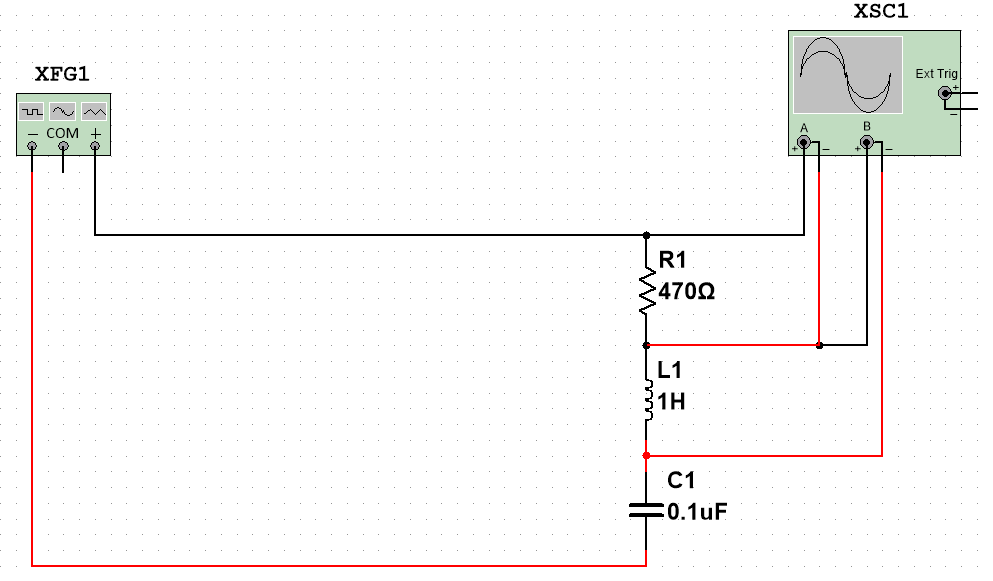 XSC1
XFG1
Ext Trig
+
−
− COM +
A B
+ − + −
R1
470Ω
L1
1H
C1
0.1uF